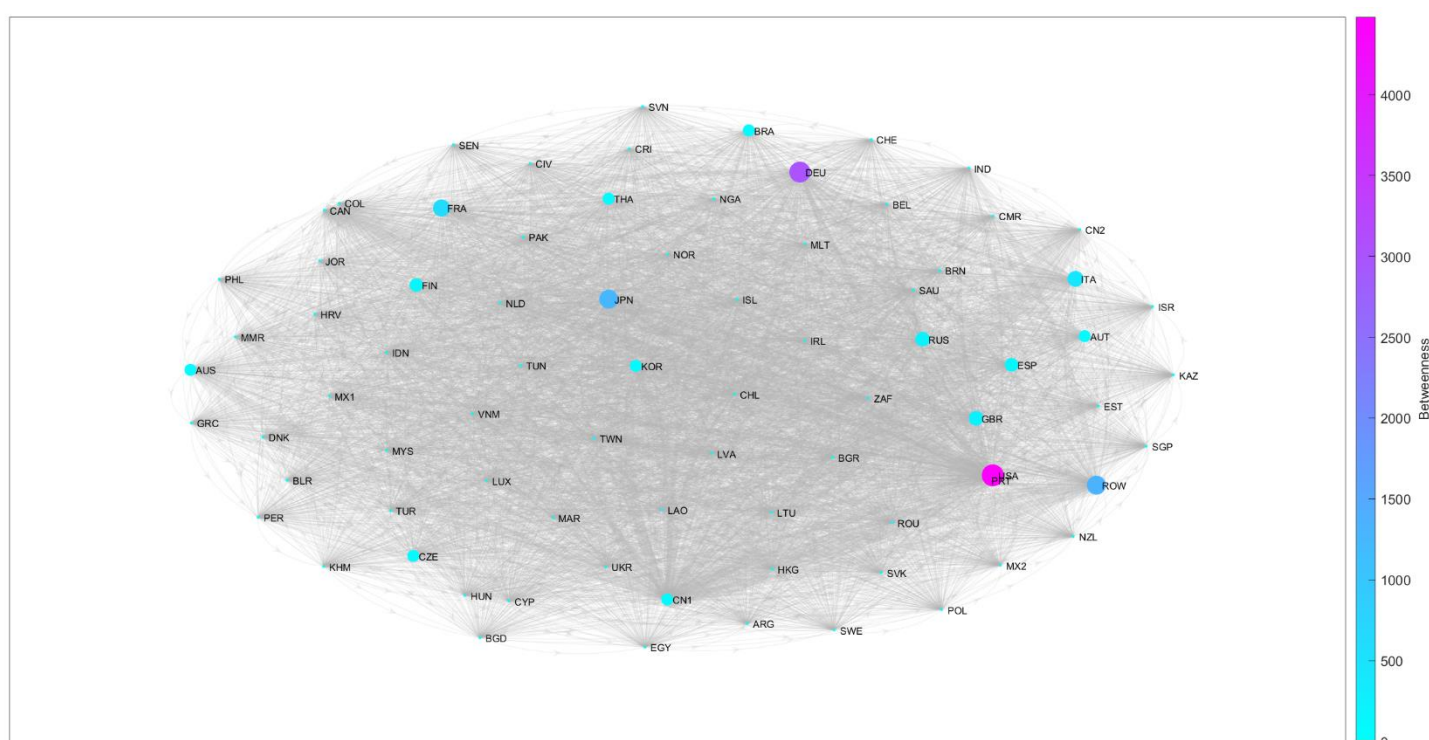 SVN
BRA
CHE
SEN
CRI
CIV
IND
DEU
THA
NGA
BEL
COL
CAN
FRA
CMR
CN2
PAK
MLT
NOR
JOR
BRN
PHL
FIN
ITA
SAU
JPN
ISL
NLD
ISR
HRV
MMR
RUS
AUT
IRL
IDN
ESP
TUN
KOR
AUS
KAZ
MX1
CHL
ZAF
EST
VNM
GBR
GRC
DNK
TWN
SGP
MYS
LVA
BGR
USA
PRT
BLR
LUX
ROW
TUR
LAO
LTU
PER
MAR
ROU
NZL
CZE
MX2
KHM
UKR
HKG
SVK
HUN
CYP
CN1
POL
ARG
SWE
BGD
EGY
4000
3500
3000
2500
2000
1500
1000
500
0
Betweenness